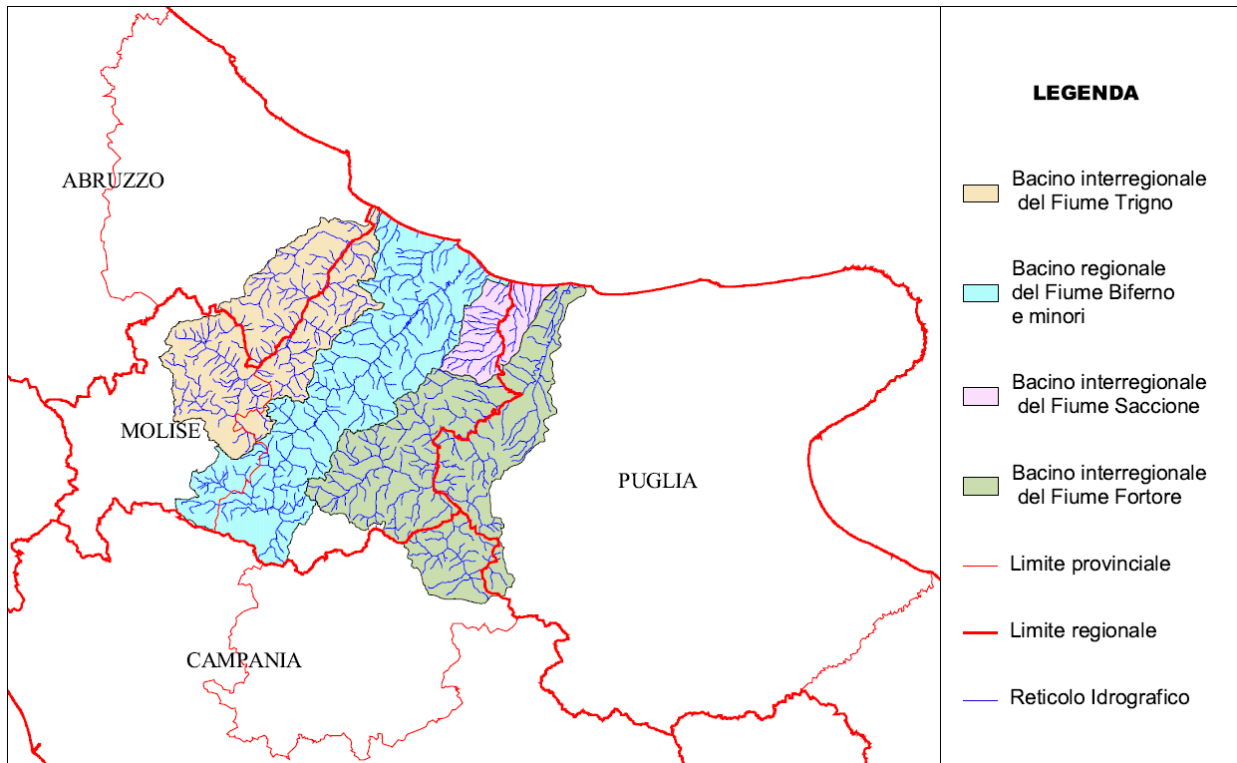 ABRUZZO
MOLISE
PUGLIA
CAMPANIA
LEGENDA
Bacino interregionale
del Fiume Trigno
Bacino regionale
del Fiume Biferno
e minori
Bacino interregionale
del Fiume Saccione
Bacino interregionale
del Fiume Fortore
Limite provinciale
Limite regionale
Reticolo Idrografico